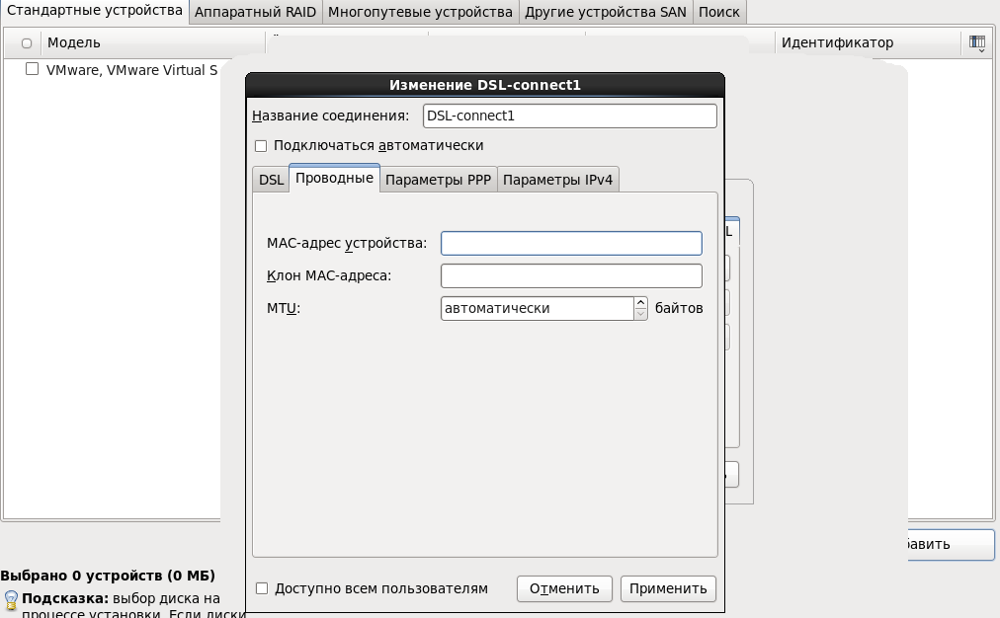 Стандартные устройства Аппаратный RAID Многопутевые устройства Другие устройства SAN Поиск
Модель Идентификатор
VMware, VMware Virtual S
Изменение DSL-connect1
Название соединения: DSL-connect1
Подключаться автоматически
DSL Проводные Параметры PPP Параметры IPv4
MAC-адрес устройства:
Клон MAC-адреса:
MTU: автоматически байтов
Доступно всем пользователям Отменить Применить
Выбрано 0 устройств (0 МБ)
Подсказка: выбор диска на
процессе установки. Если диски